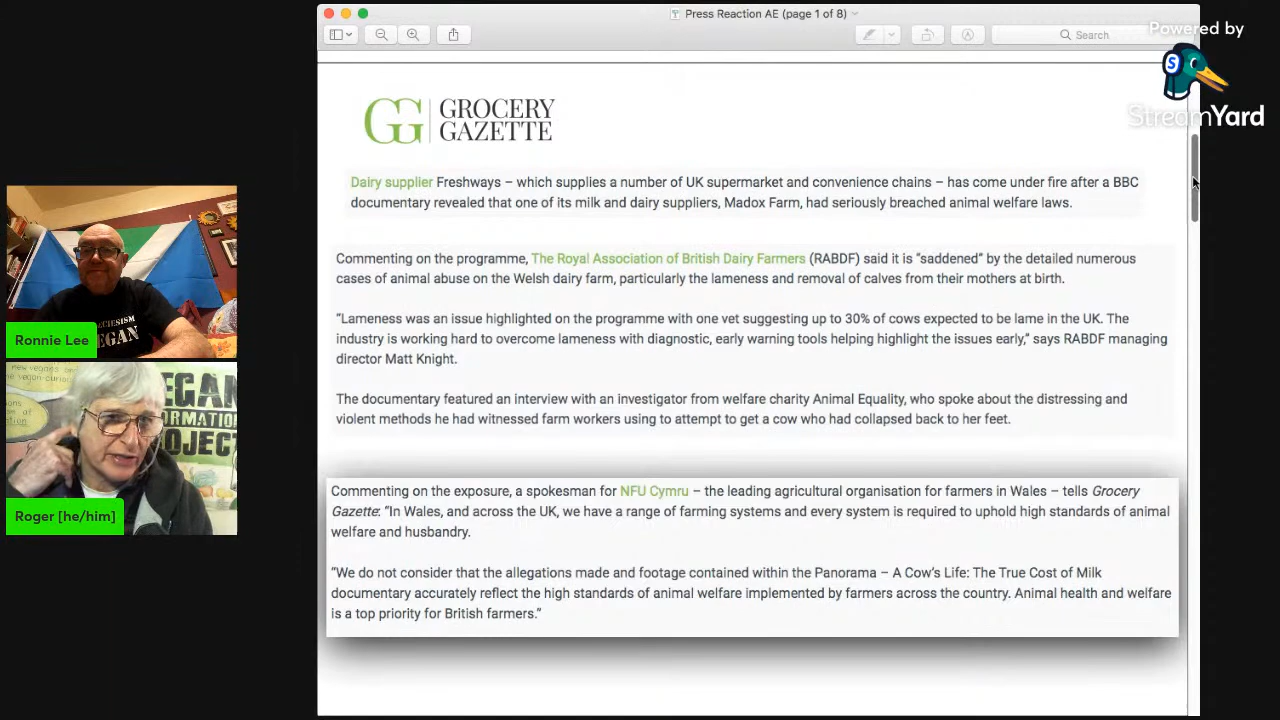 Press Reaction AE (page 1 of 8)
Search
Powered by
S
StreamYard
GG GROCERY
GAZETTE
Dairy supplier Freshways – which supplies a number of UK supermarket and convenience chains – has come under fire after a BBC
documentary revealed that one of its milk and dairy suppliers, Madox Farm, had seriously breached animal welfare laws.
Commenting on the programme, The Royal Association of British Dairy Farmers (RABDF) said it is “saddened” by the detailed numerous
cases of animal abuse on the Welsh dairy farm, particularly the lameness and removal of calves from their mothers at birth.
“Lameness was an issue highlighted on the programme with one vet suggesting up to 30% of cows expected to be lame in the UK. The
industry is working hard to overcome lameness with diagnostic, early warning tools helping highlight the issues early,” says RABDF managing
director Matt Knight.
The documentary featured an interview with an investigator from welfare charity Animal Equality, who spoke about the distressing and
violent methods he had witnessed farm workers using to attempt to get a cow who had collapsed back to her feet.
Commenting on the exposure, a spokesman for NFU Cymru – the leading agricultural organisation for farmers in Wales – tells Grocery
Gazette: “In Wales, and across the UK, we have a range of farming systems and every system is required to uphold high standards of animal
welfare and husbandry.
“We do not consider that the allegations made and footage contained within the Panorama – A Cow’s Life: The True Cost of Milk
documentary accurately reflect the high standards of animal welfare implemented by farmers across the country. Animal health and welfare
is a top priority for British farmers.”
ECIESISM
EGAN
Ronnie Lee
EGAN
FORMATION
ROJECT
Roger [he/him]